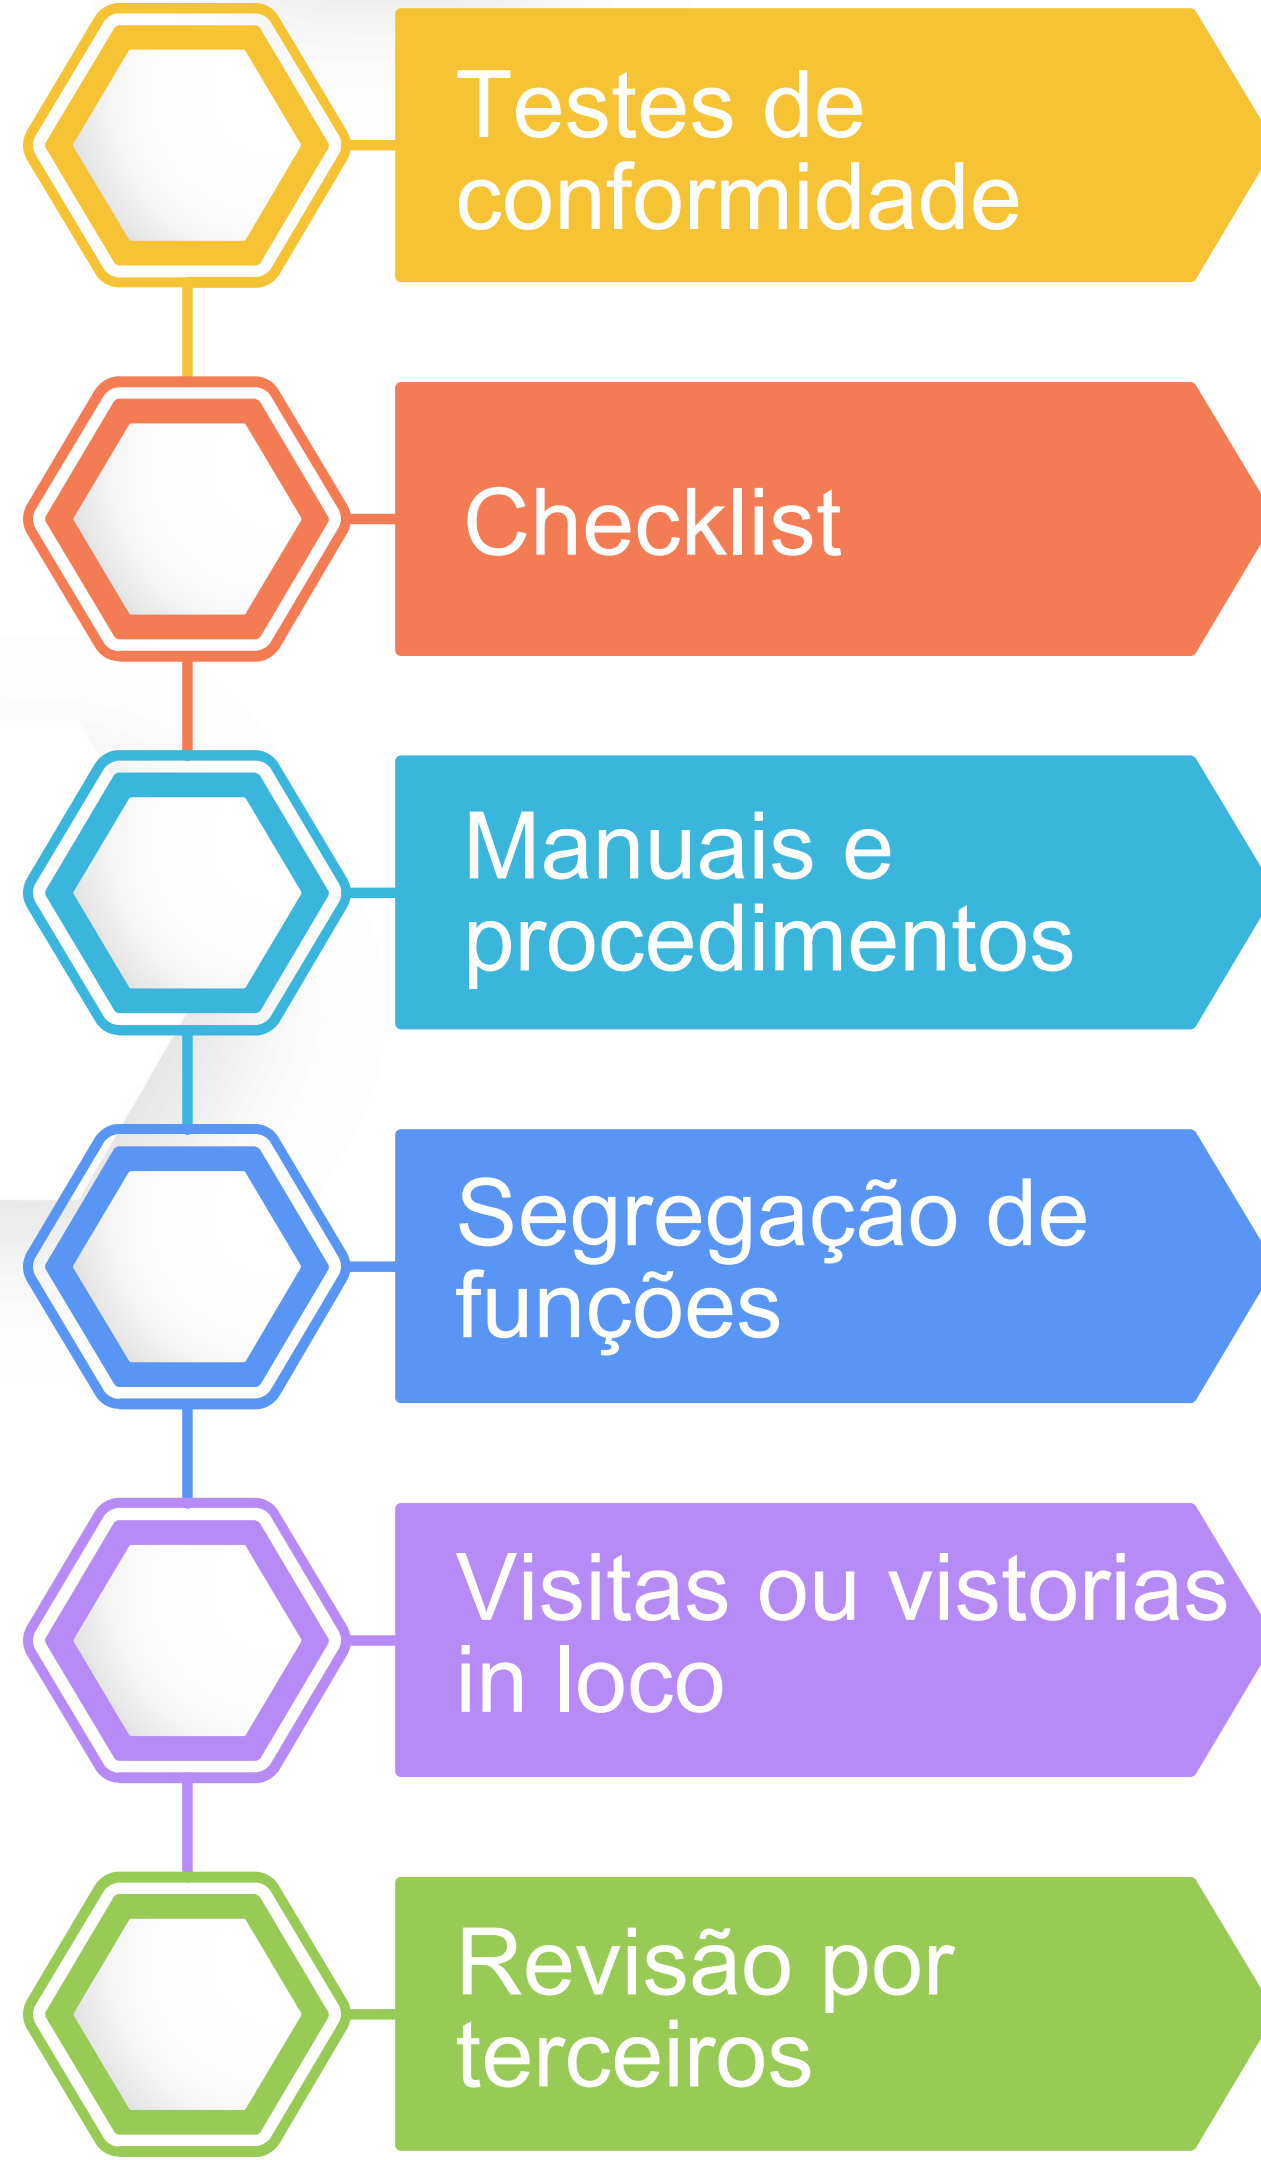 Testes de
conformidade
Checklist
Manuais e
procedimentos
Segregação de
funções
Visitas ou vistorias
in loco
Revisão por
terceiros